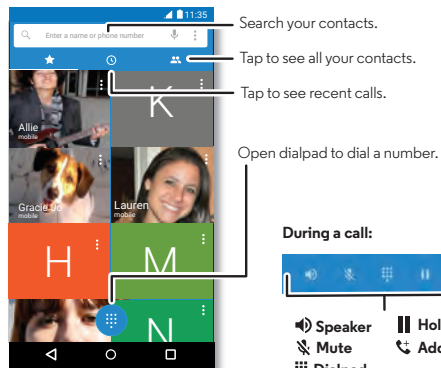 11:35
Enter a name or phone number
Search your contacts.
Tap to see all your contacts.
Tap to see recent calls.
Allie
mobile
K
Gracie Jo
mobile
Lauren
mobile
Open dialpad to dial a number.
H
M
N
During a call:
Speaker
Hol
Mute
Add
Dialpad